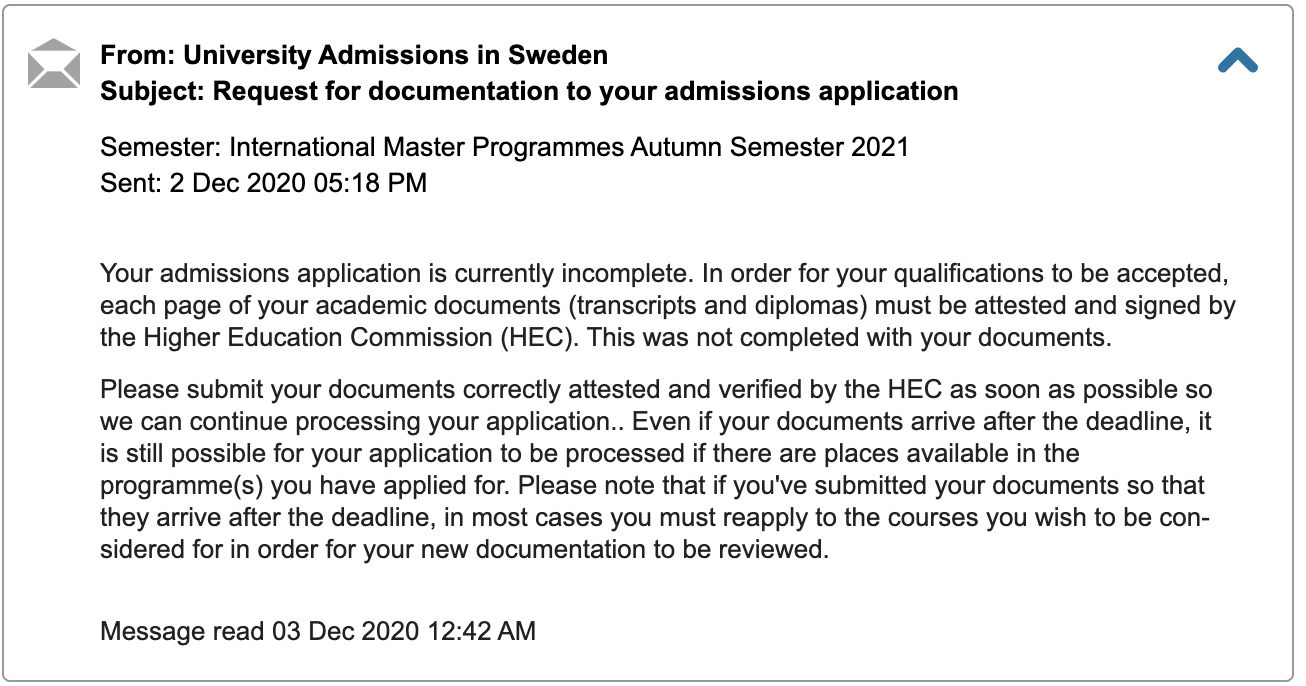 From: University Admissions in Sweden
Subject: Request for documentation to your admissions application
Semester: International Master Programmes Autumn Semester 2021
Sent: 2 Dec 2020 05:18 PM
Your admissions application is currently incomplete. In order for your qualifications to be accepted,
each page of your academic documents (transcripts and diplomas) must be attested and signed by
the Higher Education Commission (HEC). This was not completed with your documents.
Please submit your documents correctly attested and verified by the HEC as soon as possible so
we can continue processing your application.. Even if your documents arrive after the deadline, it
is still possible for your application to be processed if there are places available in the
programme(s) you have applied for. Please note that if you've submitted your documents so that
they arrive after the deadline, in most cases you must reapply to the courses you wish to be con-
sidered for in order for your new documentation to be reviewed.
Message read 03 Dec 2020 12:42 AM